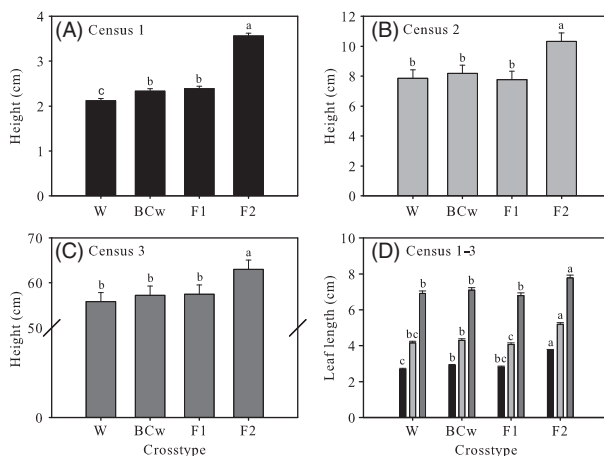 (A) Census 1
4
3
2
1
0
Height (cm)
c
b
b
a
W BCw F1 F2
(B) Census 2
12
10
8
6
4
2
0
Height (cm)
b
b
b
a
W BCw F1 F2
(C) Census 3
70
60
50
0
Height (cm)
b
b
b
a
W BCw F1 F2
Crosstype
(D) Census 1–3
10
8
6
4
2
0
Leaf length (cm)
c bc b
b b b
c c b
a a a
W BCw F1 F2
Crosstype